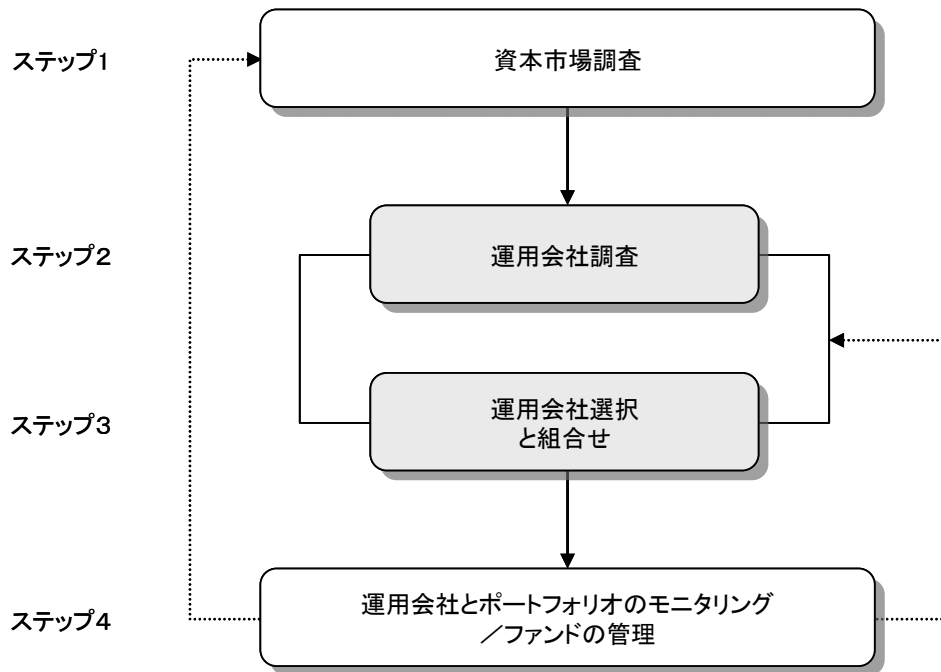 ステップ1
資本市場調査
ステップ2
運用会社調査
ステップ3
運用会社選択
と組合せ
ステップ4
運用会社とポートフォリオのモニタリング
／ファンドの管理